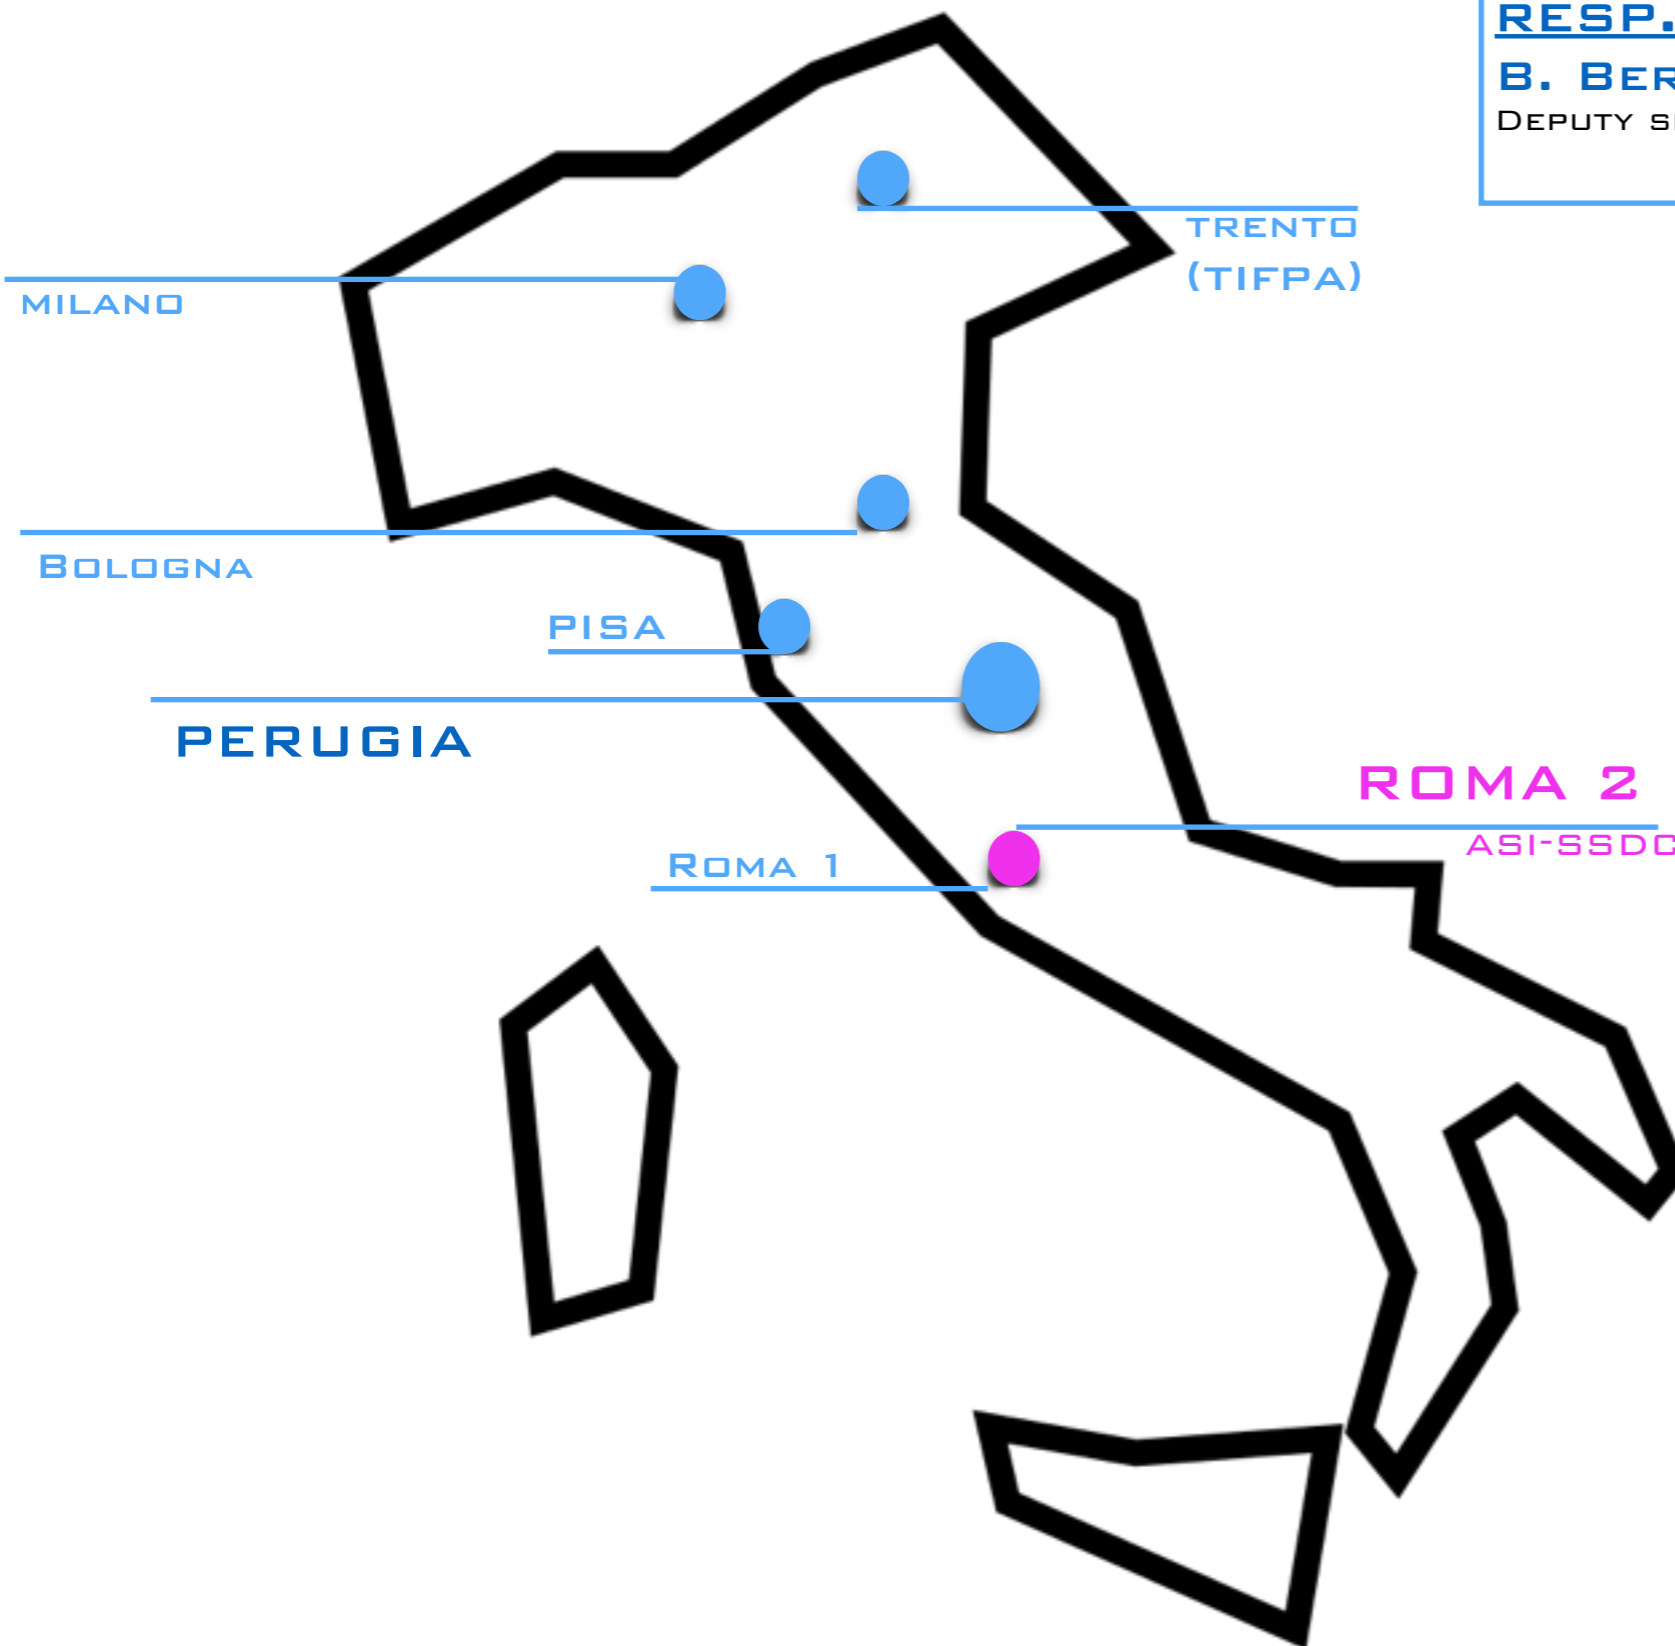 RESP.
B. BER
DEPUTY
TRENTO
(TIFPA)
MILANO
BOLOGNA
PISA
PERUGIA
ROMA 2
ASI-SSDC
ROMA 1